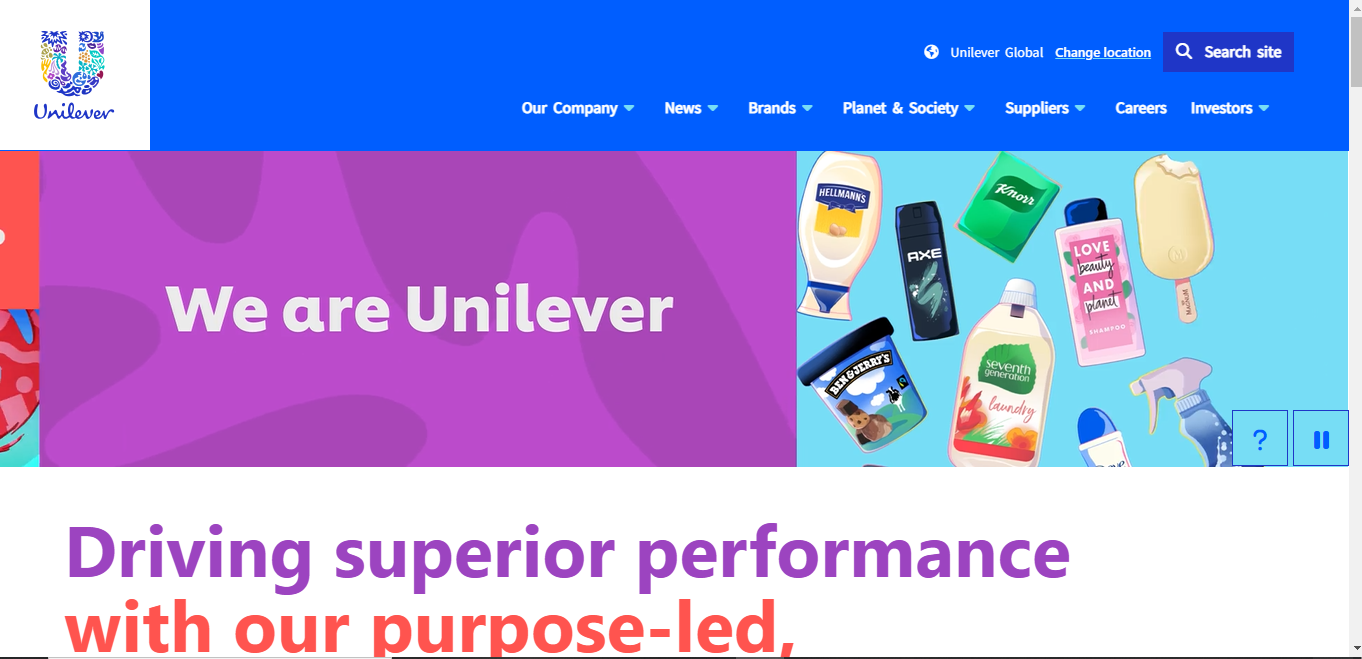 Unilever
Unilever Global Change location Search site
Our Company News Brands Planet & Society Suppliers Careers Investors
We are Unilever
HELLMANN'S
Knorr
AXE
LOVE
beauty
AND
planet
SHAMPOO
MAGNUM
BEN & JERRY'S
seventh
generation
laundry
Dove
?
Driving superior performance
with our purpose-led,